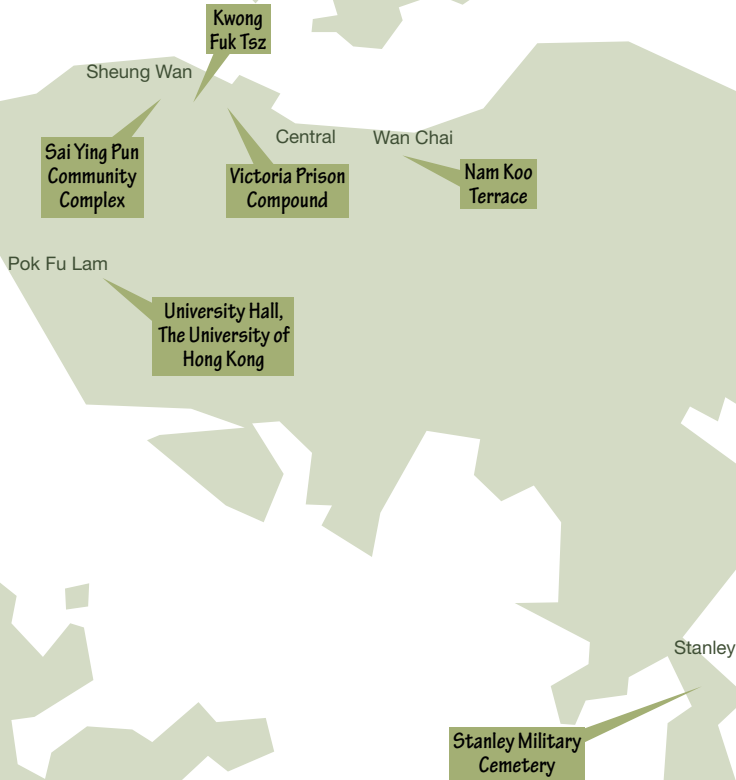 Kwong
Fuk Tsz
Sheung Wan
Central
Wan Chai
Sai Ying Pun
Community
Complex
Victoria Prison
Compound
Nam Koo
Terrace
Pok Fu Lam
University Hall,
The University of
Hong Kong
Stanley
Stanley Military
Cemetery